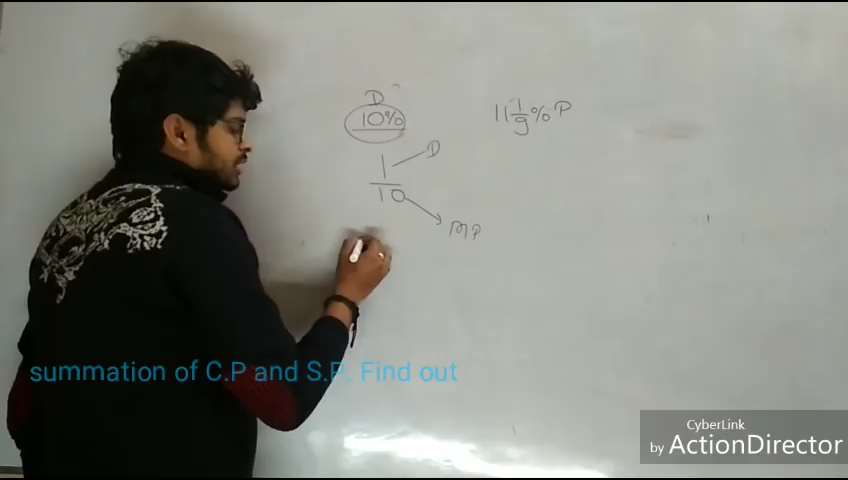 D
10%
11 1/9 % P
1/10
D
MP
summation of C.P and S.P. Find out
CyberLink
by ActionDirector